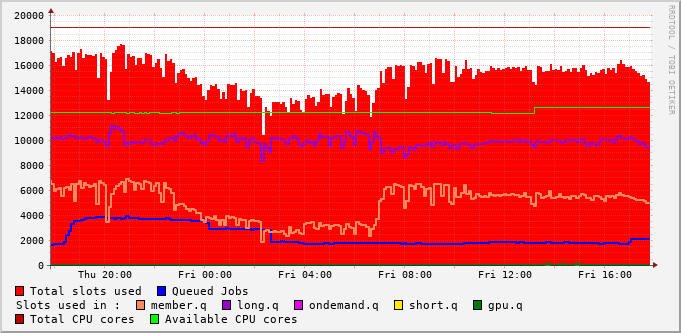 20000
18000
16000
14000
12000
10000
8000
6000
4000
2000
0
Thu 20:00 Fri 00:00 Fri 04:00 Fri 08:00 Fri 12:00 Fri 16:00
RRDTOOL / TOBI OETIKER
Total slots used Queued Jobs
Slots used in : member.q long.q ondemand.q short.q gpu.q
Total CPU cores Available CPU cores